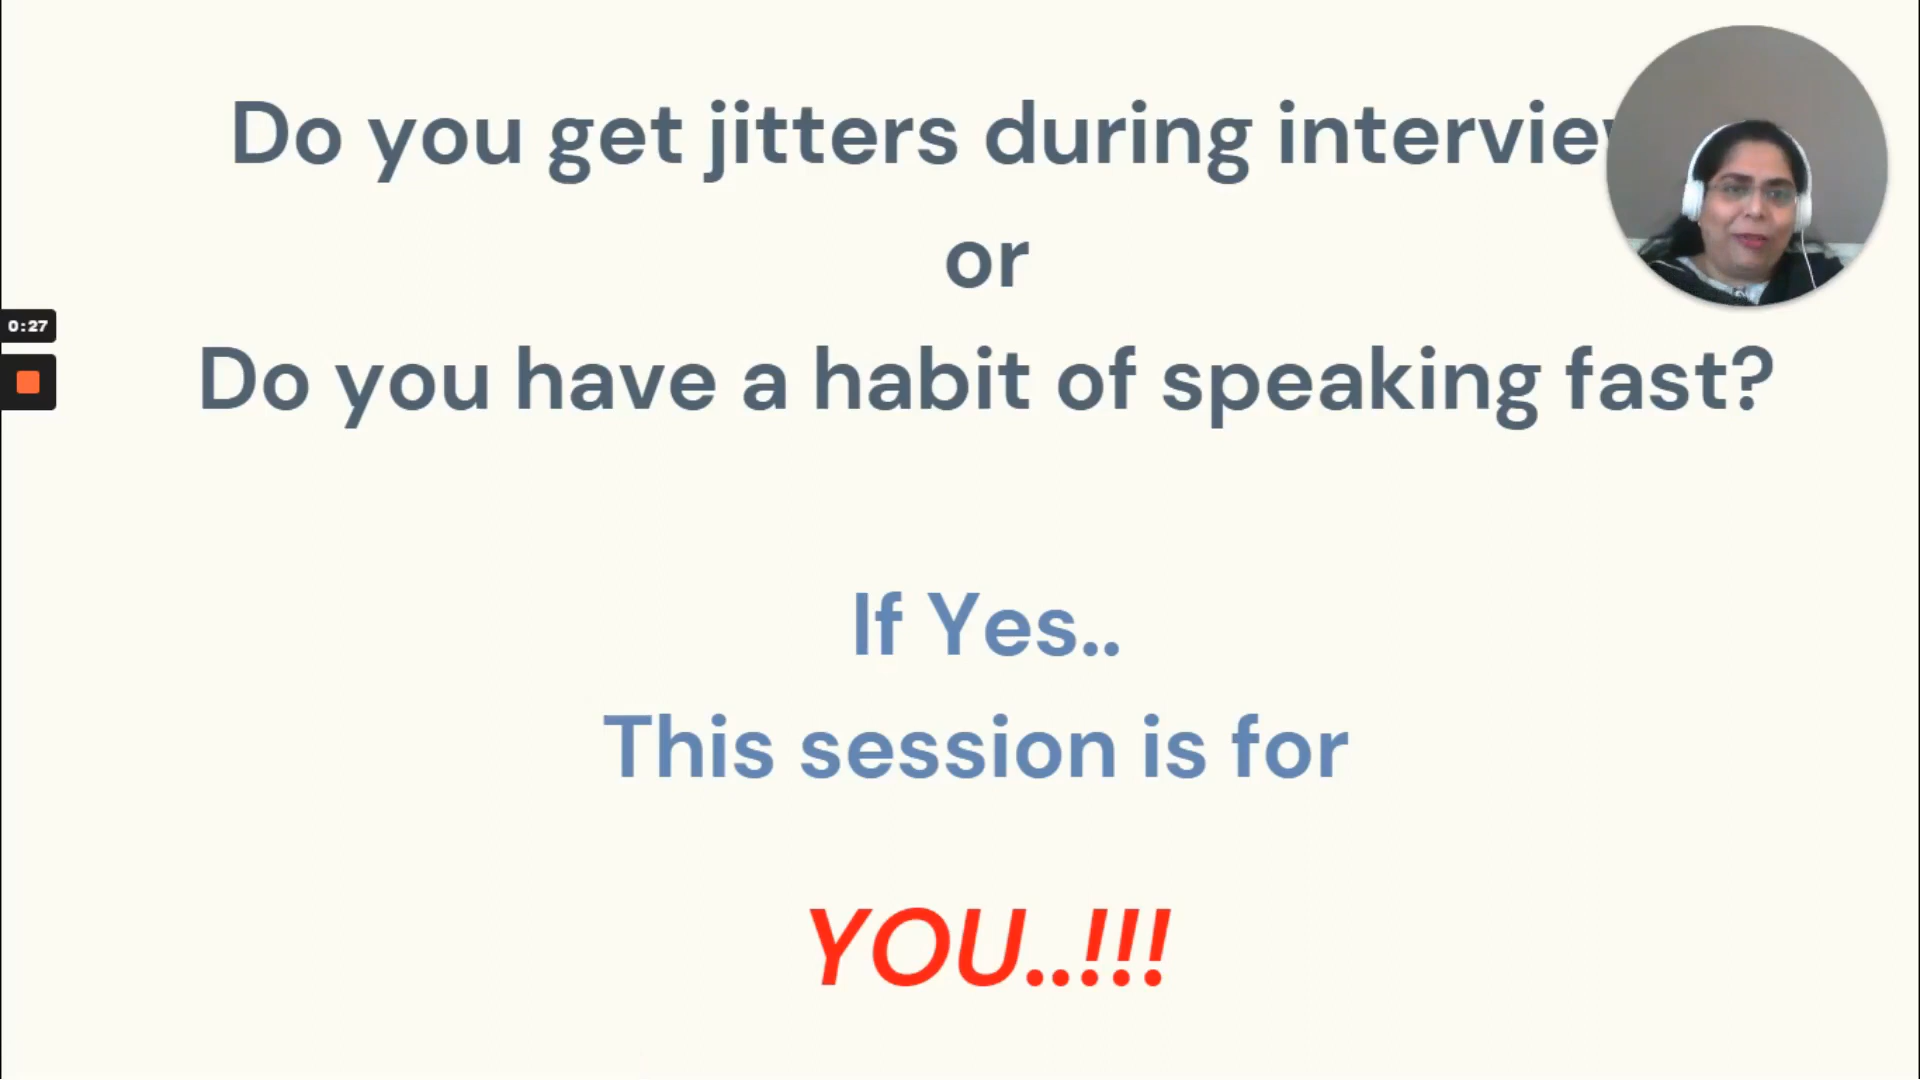 Do you get jitters during
or
Do you have a habit of speaking fast?
0:27
If Yes..
This session is for
YOU..!!!